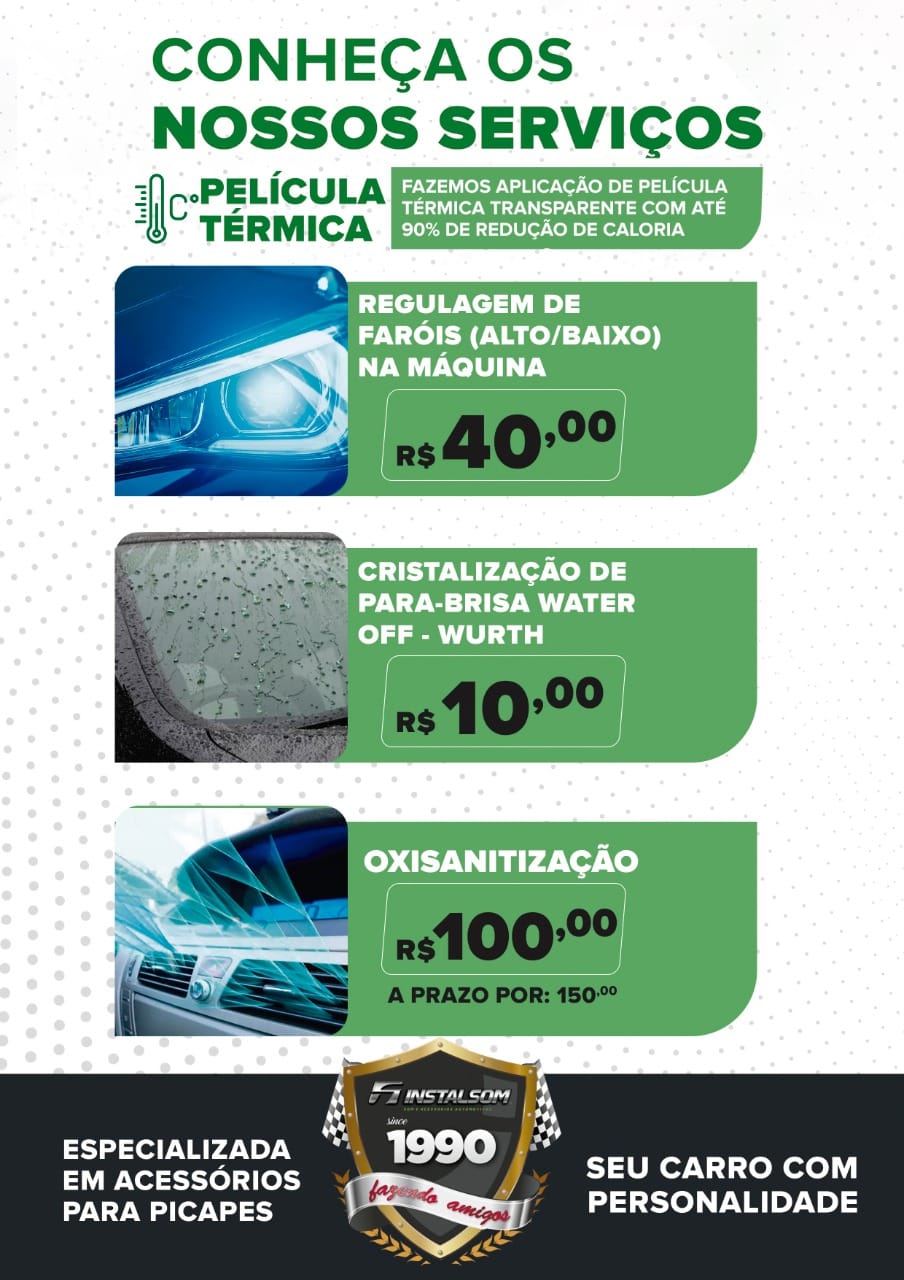 CONHEÇA OS
NOSSOS SERVIÇOS
C°
PELÍCULA
TÉRMICA
FAZEMOS APLICAÇÃO DE PELÍCULA
TÉRMICA TRANSPARENTE COM ATÉ
90% DE REDUÇÃO DE CALORIA
REGULAGEM DE
FARÓIS (ALTO/BAIXO)
NA MÁQUINA
R$ 40,00
CRISTALIZAÇÃO DE
PARA-BRISA WATER
OFF - WURTH
R$ 10,00
OXISANITIZAÇÃO
R$ 100,00
A PRAZO POR: 150,00
ESPECIALIZADA
EM ACESSÓRIOS
PARA PICAPES
INSTALSOM
SOM E ACESSÓRIOS AUTOMOTIVOS
since
1990
fazendo amigos
SEU CARRO COM
PERSONALIDADE